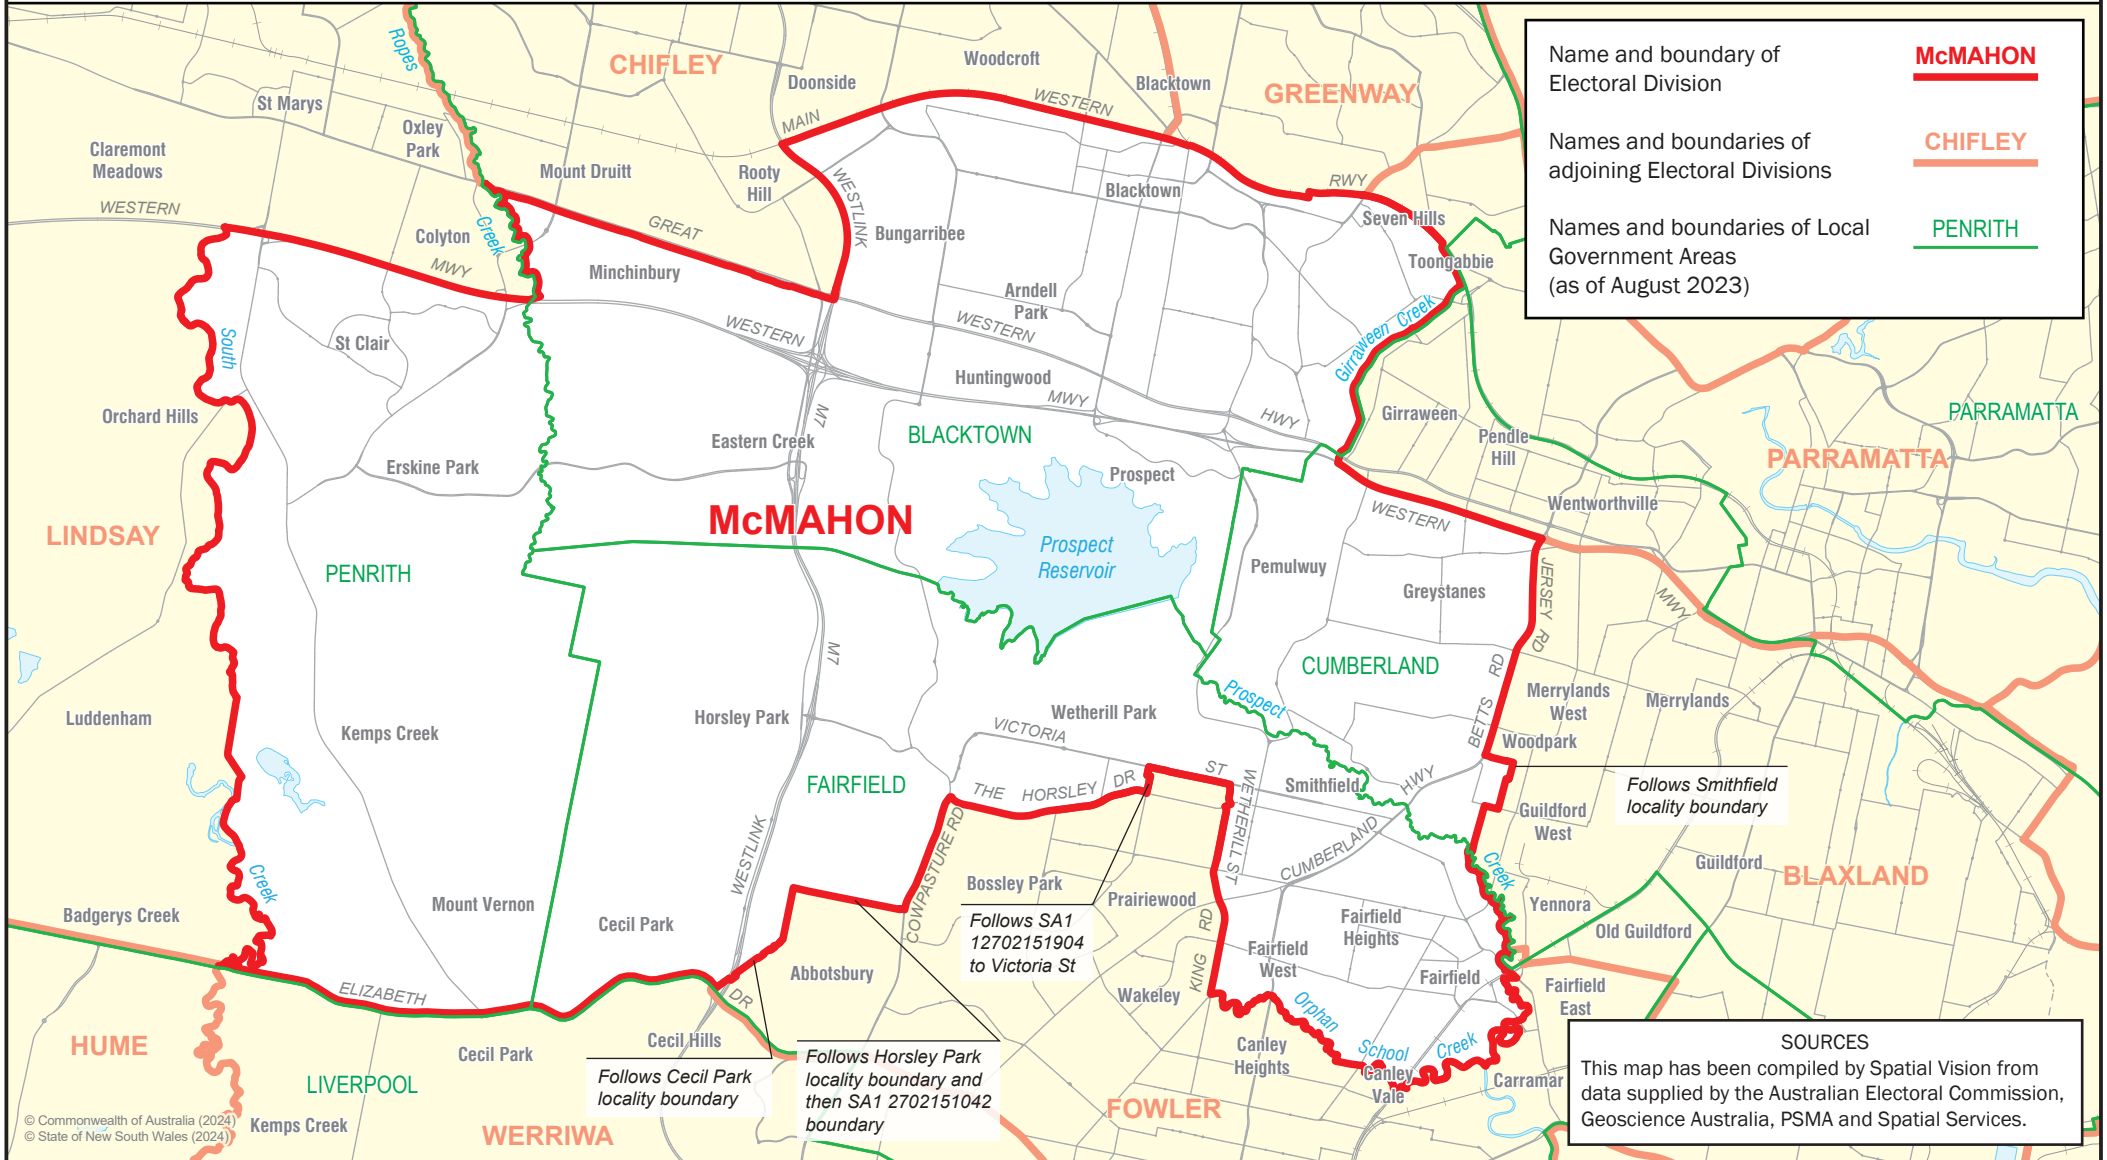 Name and boundary of
Electoral Division
McMAHON
Names and boundaries of
adjoining Electoral Divisions
CHIFLEY
Names and boundaries of Local
Government Areas
(as of August 2023)
PENRITH
Ropes
CHIFLEY
Woodcroft
Doonside
Blacktown
GREENWAY
St Marys
WESTERN
MAIN
Oxley
Park
Claremont
Meadows
Mount Druitt
Rooty
Hill
WESTLINK
Blacktown
RWY
WESTERN
Seven Hills
Creek
Colyton
GREAT
Bungarribee
Toongabbie
MWY
Minchinbury
Arndell
Park
South
St Clair
WESTERN
WESTERN
Girraween Creek
Huntingwood
MWY
M7
HWY
Orchard Hills
Girraween
PARRAMATTA
Eastern Creek
BLACKTOWN
Pendle
Hill
PARRAMATTA
Erskine Park
Prospect
McMAHON
WESTERN
Wentworthville
LINDSAY
Prospect
Reservoir
PENRITH
Pemulwuy
JERSEY RD
Greystanes
MWY
M7
CUMBERLAND
BETTS RD
Merrylands
West
Merrylands
Prospect
Luddenham
Horsley Park
Wetherill Park
Kemps Creek
VICTORIA
Woodpark
ST
FAIRFIELD
THE HORSLEY DR
WETHERILL ST
Smithfield
HWY
Follows Smithfield
locality boundary
Guildford
West
WESTLINK
COWPASTURE RD
CUMBERLAND
Guildford
BLAXLAND
Creek
Creek
Bossley Park
Prairiewood
Mount Vernon
Badgerys Creek
Cecil Park
Follows SA1
12702151904
to Victoria St
KING RD
Fairfield
Heights
Yennora
Old Guildford
Fairfield
West
Abbotsbury
Fairfield
Fairfield
East
ELIZABETH
DR
Wakeley
Orphan
School
Creek
HUME
Cecil Park
Cecil Hills
Canley
Heights
Canley
Vale
Carramar
LIVERPOOL
Follows Cecil Park
locality boundary
Follows Horsley Park
locality boundary and
then SA1 2702151042
boundary
FOWLER
Kemps Creek
WERRIWA
SOURCES
This map has been compiled by Spatial Vision from
data supplied by the Australian Electoral Commission,
Geoscience Australia, PSMA and Spatial Services.
© Commonwealth of Australia (2024)
© State of New South Wales (2024)